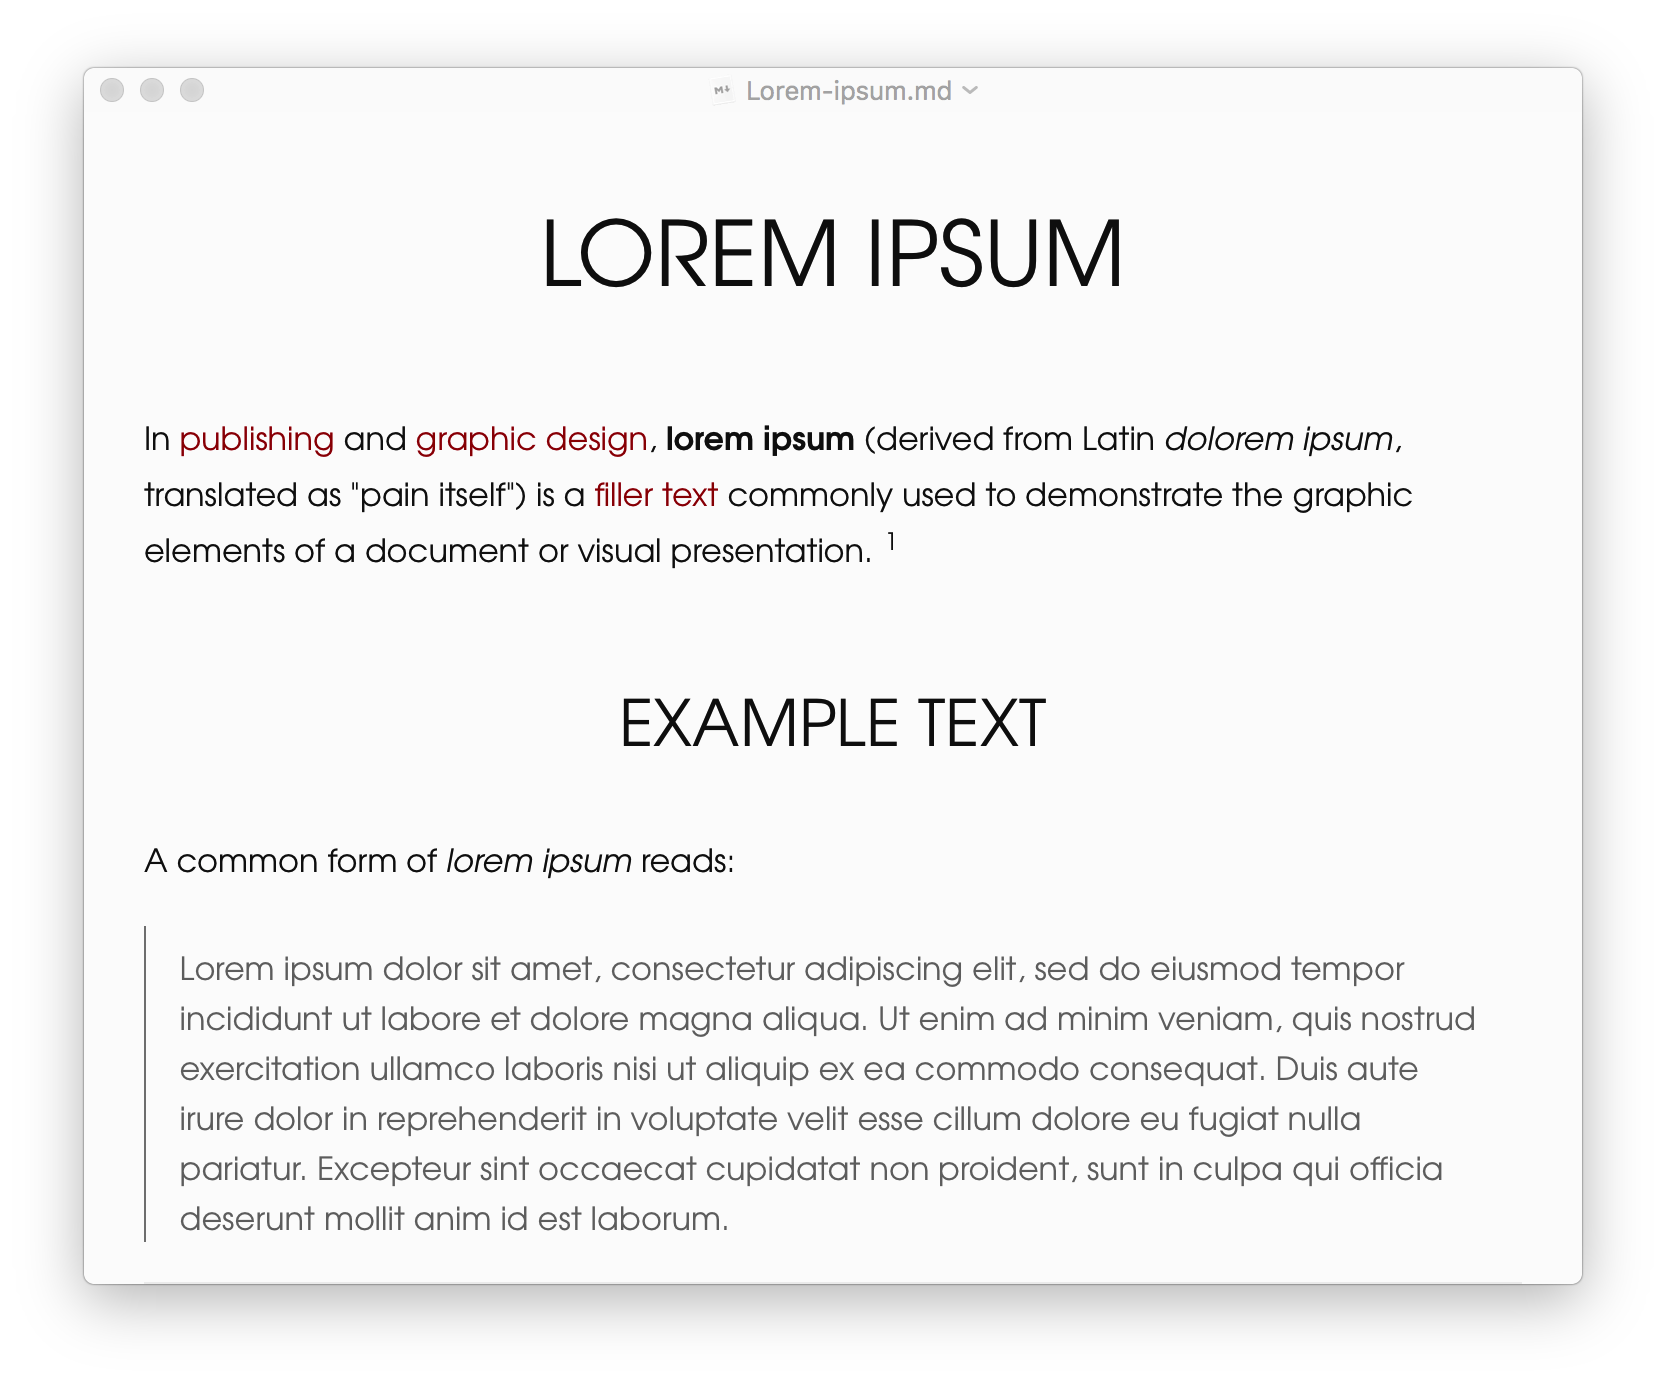 Lorem-ipsum.md
LOREM IPSUM
In publishing and graphic design, lorem ipsum (derived from Latin dolorem ipsum,
translated as "pain itself") is a filler text commonly used to demonstrate the graphic
elements of a document or visual presentation. 1
EXAMPLE TEXT
A common form of lorem ipsum reads:
Lorem ipsum dolor sit amet, consectetur adipiscing elit, sed do eiusmod tempor
incididunt ut labore et dolore magna aliqua. Ut enim ad minim veniam, quis nostrud
exercitation ullamco laboris nisi ut aliquip ex ea commodo consequat. Duis aute
irure dolor in reprehenderit in voluptate velit esse cillum dolore eu fugiat nulla
pariatur. Excepteur sint occaecat cupidatat non proident, sunt in culpa qui officia
deserunt mollit anim id est laborum.